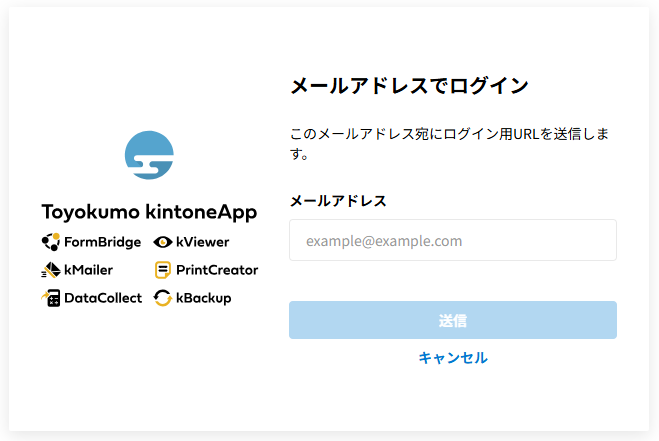 メールアドレスでログイン
このメールアドレス宛にログイン用URLを送信しま
す。
メールアドレス
example@example.com
送信
キャンセル
Toyokumo kintoneApp
FormBridge kViewer
kMailer PrintCreator
DataCollect kBackup